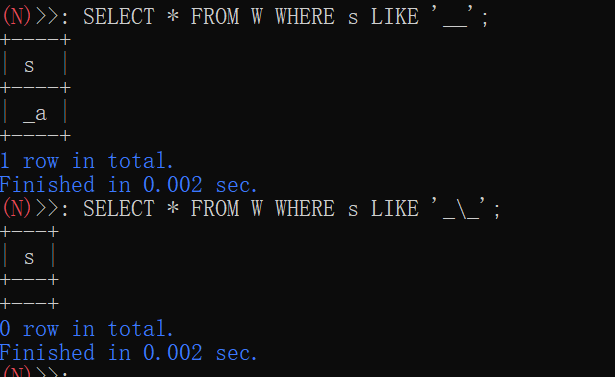 (N)>>: SELECT * FROM W WHERE s LIKE '__';
+----+
| s  |
+----+
| _a |
+----+
1 row in total.
Finished in 0.002 sec.
(N)>>: SELECT * FROM W WHERE s LIKE '_\_';
+---+
| s |
+---+
+---+
0 row in total.
Finished in 0.002 sec.
(N)>>: